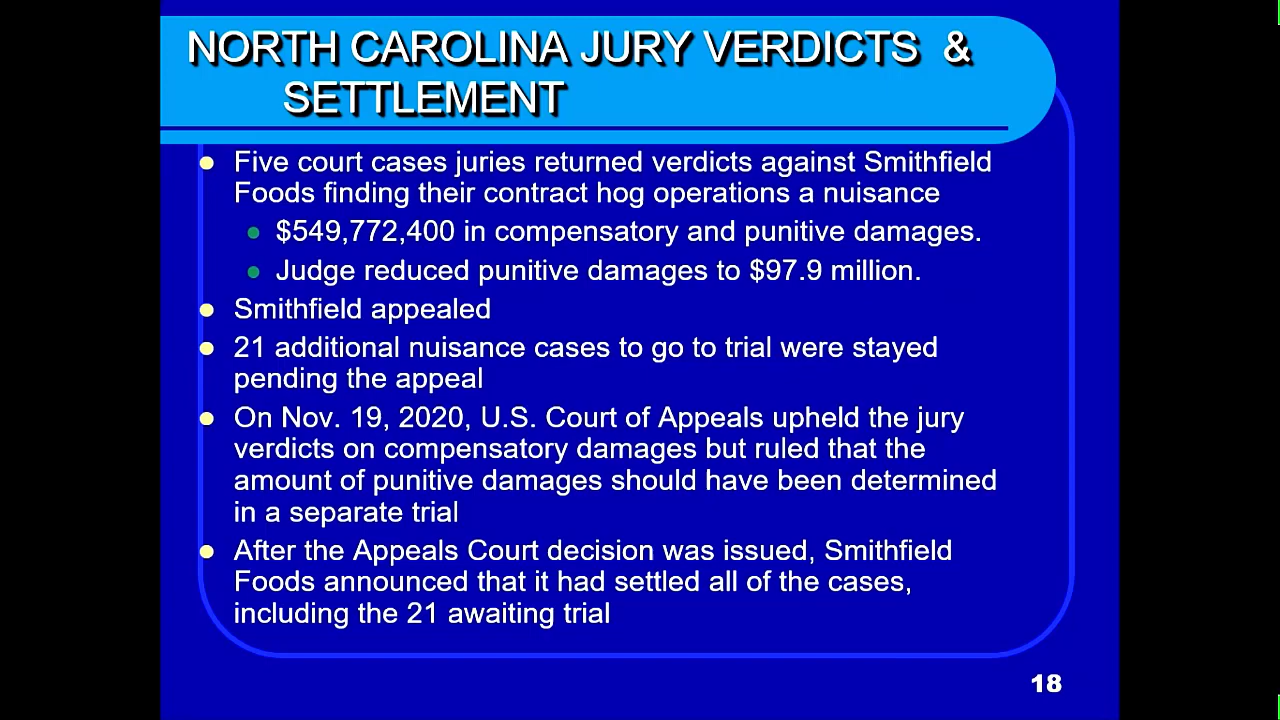 NORTH CAROLINA JURY VERDICTS &
SETTLEMENT
Five court cases juries returned verdicts against Smithfield
Foods finding their contract hog operations a nuisance
$549,772,400 in compensatory and punitive damages.
Judge reduced punitive damages to $97.9 million.
Smithfield appealed
21 additional nuisance cases to go to trial were stayed
pending the appeal
On Nov. 19, 2020, U.S. Court of Appeals upheld the jury
verdicts on compensatory damages but ruled that the
amount of punitive damages should have been determined
in a separate trial
After the Appeals Court decision was issued, Smithfield
Foods announced that it had settled all of the cases,
including the 21 awaiting trial
18